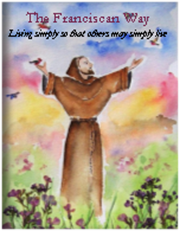 The Franciscan Way
Living simply so that others may simply live